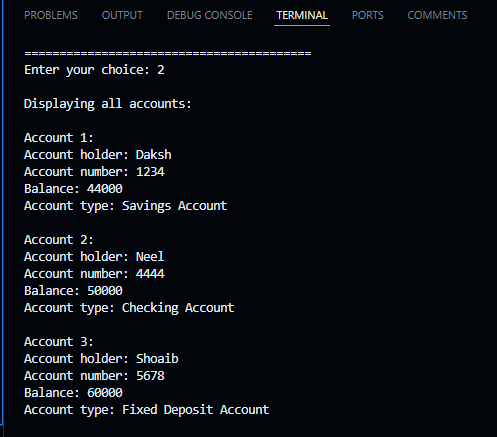 PROBLEMS OUTPUT DEBUG CONSOLE TERMINAL PORTS COMMENTS
=========================================
Enter your choice: 2
Displaying all accounts:
Account 1:
Account holder: Daksh
Account number: 1234
Balance: 44000
Account type: Savings Account
Account 2:
Account holder: Neel
Account number: 4444
Balance: 50000
Account type: Checking Account
Account 3:
Account holder: Shoaib
Account number: 5678
Balance: 60000
Account type: Fixed Deposit Account